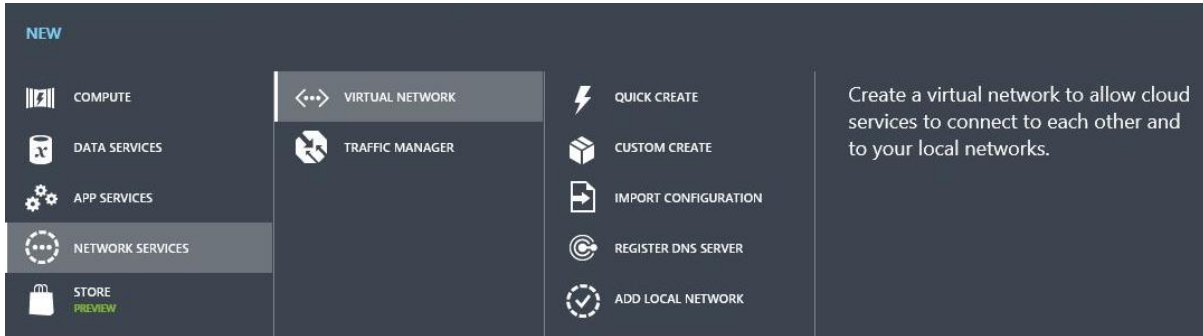 NEW
COMPUTE
DATA SERVICES
APP SERVICES
NETWORK SERVICES
STORE
PREVIEW
VIRTUAL NETWORK
TRAFFIC MANAGER
QUICK CREATE
CUSTOM CREATE
IMPORT CONFIGURATION
REGISTER DNS SERVER
ADD LOCAL NETWORK
Create a virtual network to allow cloud
services to connect to each other and
to your local networks.